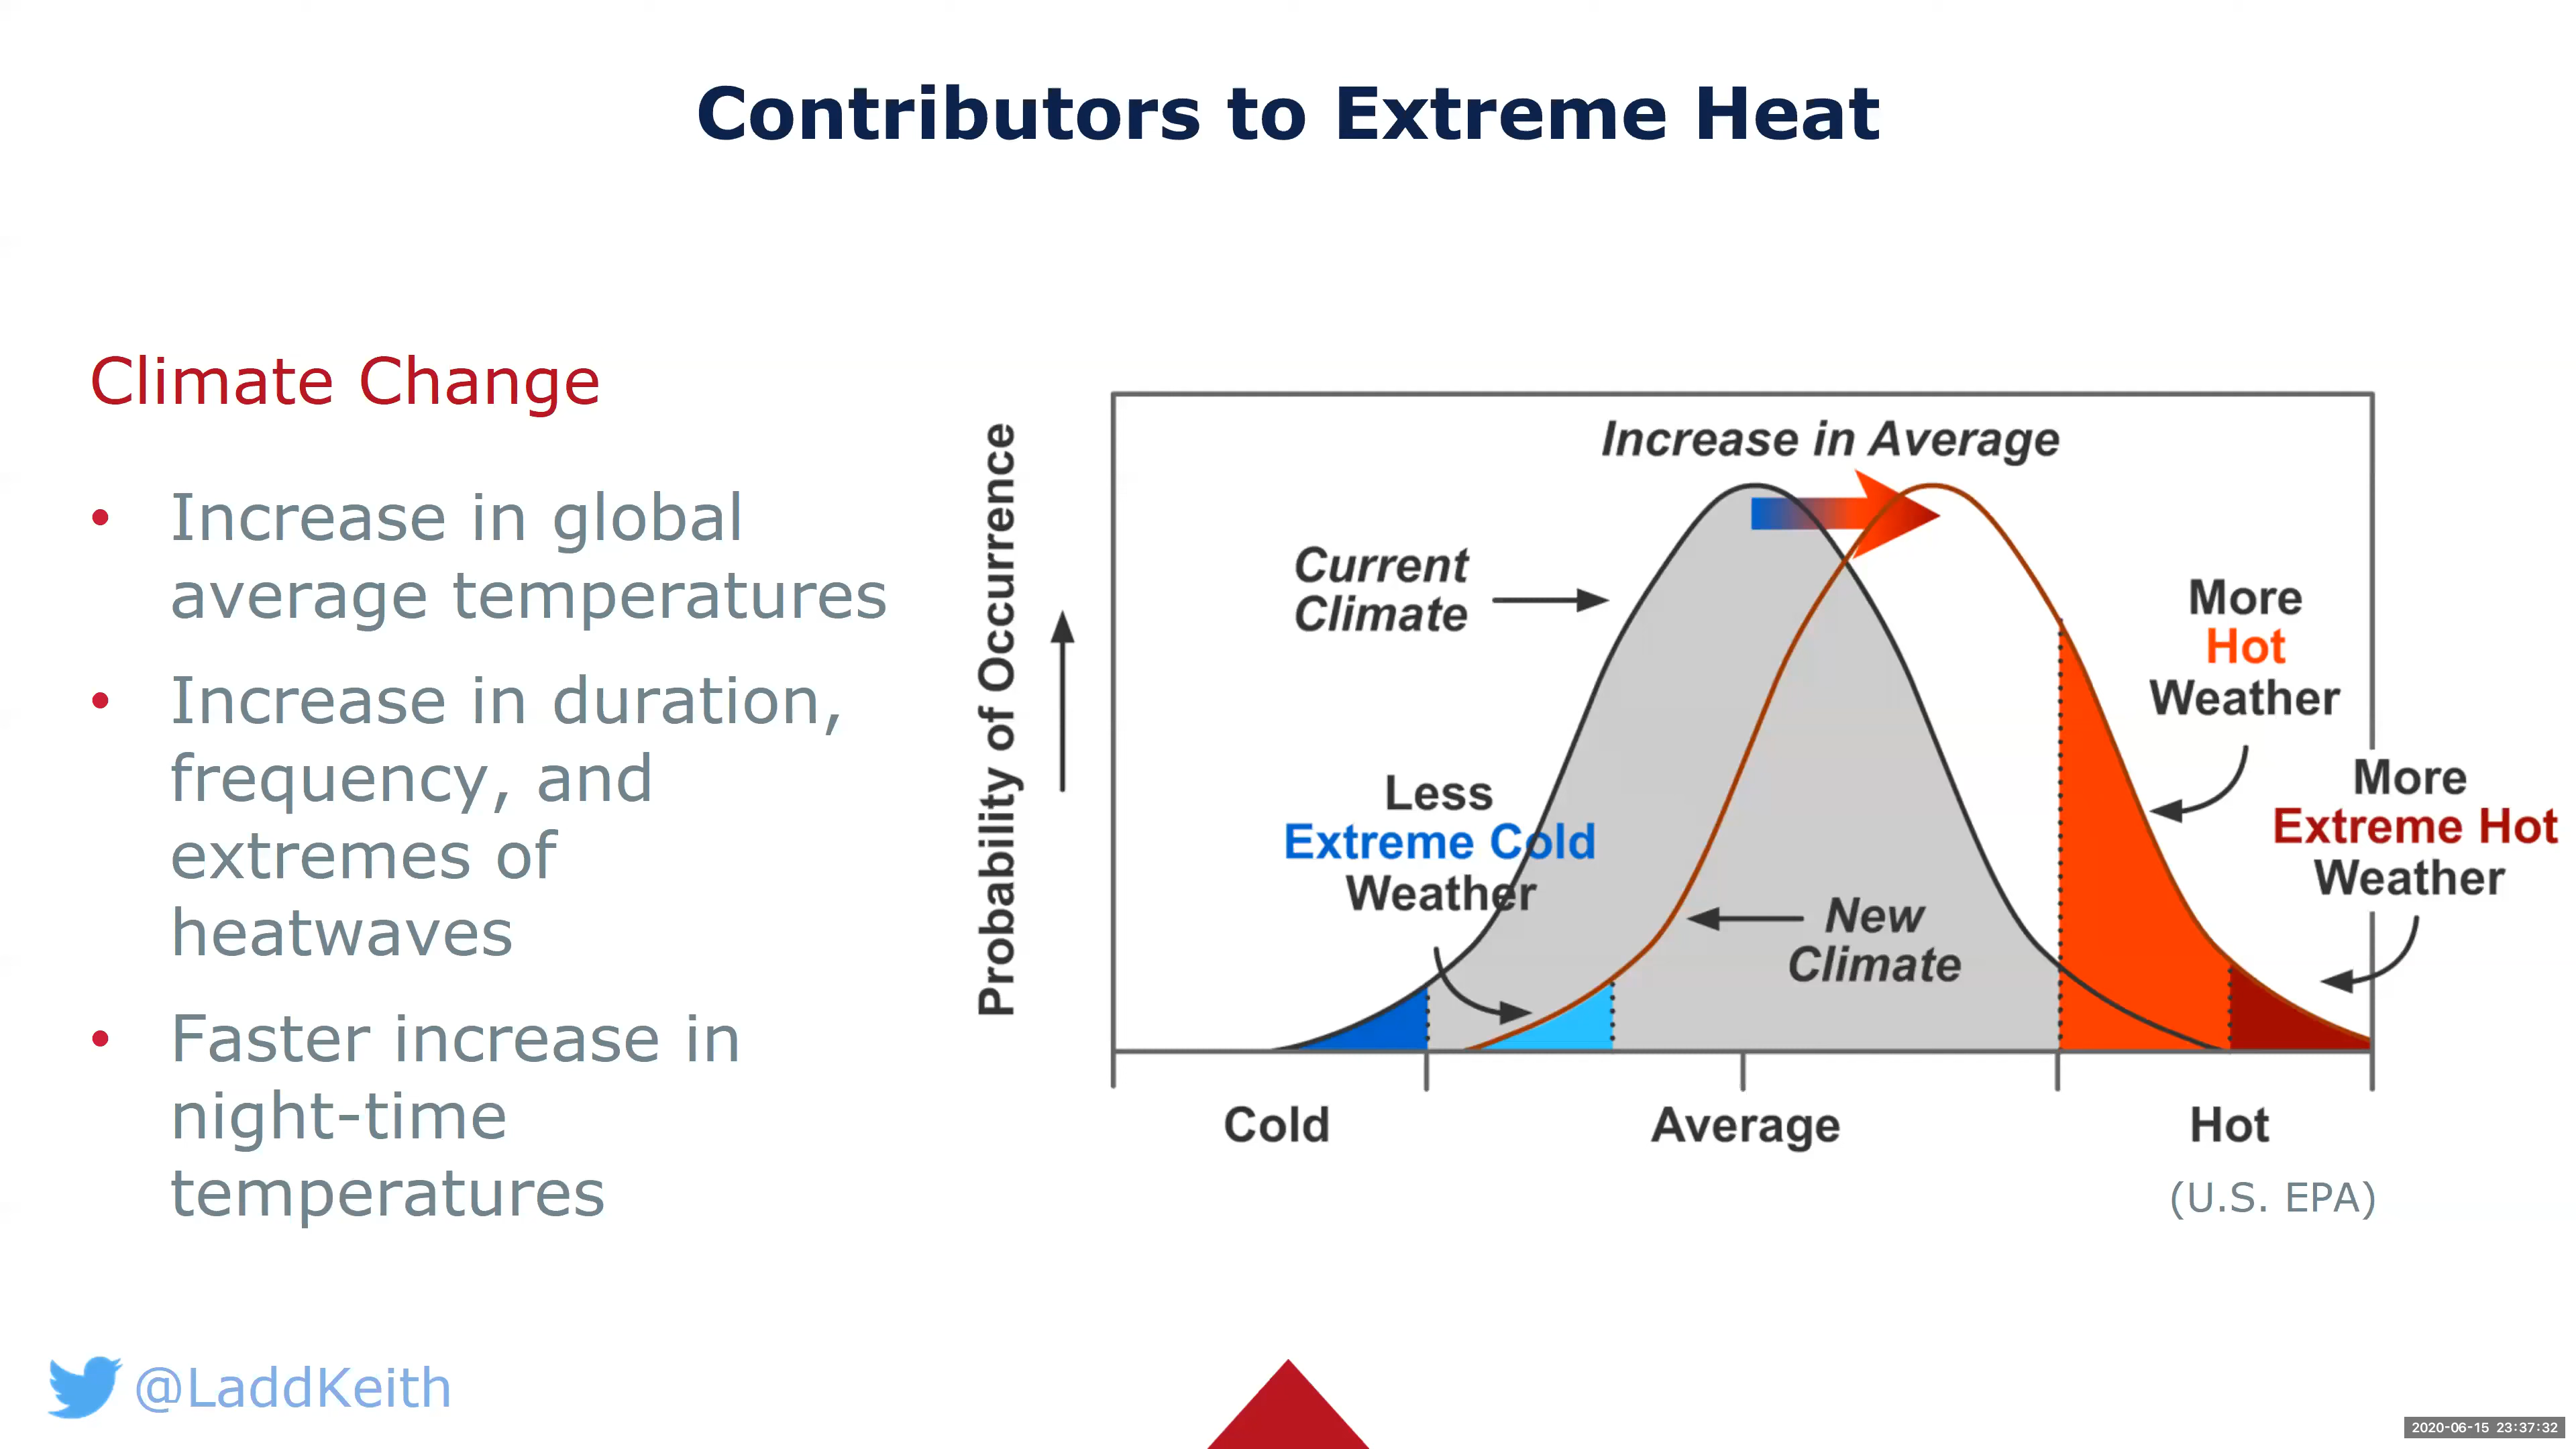 Contributors to Extreme Heat
Climate Change
• Increase in global
average temperatures
• Increase in duration,
frequency, and
extremes of
heatwaves
• Faster increase in
night-time
temperatures
Probability of Occurrence
Increase in Average
Current
Climate
Less
Extreme Cold
Weather
New
Climate
More
Hot
Weather
More
Extreme Hot
Weather
Cold
Average
Hot
(U.S. EPA)
@LaddKeith
2020-06-15 23:37:32